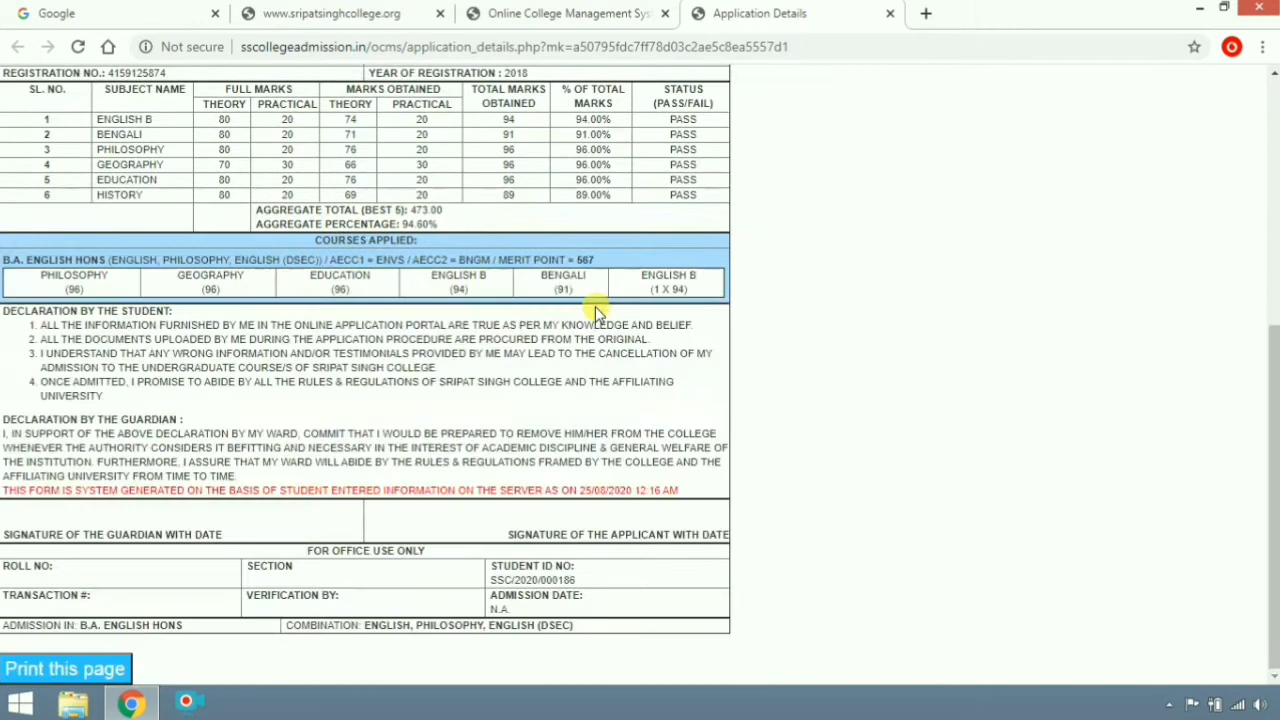 Google
www.sripatsinghcollege.org
Online College Management Sys
Application Details
Not secure
sscollegeadmission.in/ocms/application_details.php?mk=a50795fdc7ff78d03c2ae5c8ea5557d1
REGISTRATION NO.: 4159125874 YEAR OF REGISTRATION : 2018
SL. NO. SUBJECT NAME FULL MARKS MARKS OBTAINED TOTAL MARKS OBTAINED % OF TOTAL MARKS STATUS (PASS/FAIL)
THEORY PRACTICAL THEORY PRACTICAL
1 ENGLISH B 80 20 74 20 94 94.00% PASS
2 BENGALI 80 20 71 20 91 91.00% PASS
3 PHILOSOPHY 80 20 76 20 96 96.00% PASS
4 GEOGRAPHY 70 30 66 30 96 96.00% PASS
5 EDUCATION 80 20 76 20 96 96.00% PASS
6 HISTORY 80 20 69 20 89 89.00% PASS
AGGREGATE TOTAL (BEST 5): 473.00
AGGREGATE PERCENTAGE: 94.60%
COURSES APPLIED:
B.A. ENGLISH HONS (ENGLISH, PHILOSOPHY, ENGLISH (DSEC)) / AECC1 = ENVS / AECC2 = BNGM / MERIT POINT = 567
PHILOSOPHY GEOGRAPHY EDUCATION ENGLISH B BENGALI ENGLISH B
(96) (96) (96) (94) (91) (1 X 94)
DECLARATION BY THE STUDENT:
1. ALL THE INFORMATION FURNISHED BY ME IN THE ONLINE APPLICATION PORTAL ARE TRUE AS PER MY KNOWLEDGE AND BELIEF.
2. ALL THE DOCUMENTS UPLOADED BY ME DURING THE APPLICATION PROCEDURE ARE PROCURED FROM THE ORIGINAL.
3. I UNDERSTAND THAT ANY WRONG INFORMATION AND/OR TESTIMONIALS PROVIDED BY ME MAY LEAD TO THE CANCELLATION OF MY
ADMISSION TO THE UNDERGRADUATE COURSE/S OF SRIPAT SINGH COLLEGE.
4. ONCE ADMITTED, I PROMISE TO ABIDE BY ALL THE RULES & REGULATIONS OF SRIPAT SINGH COLLEGE AND THE AFFILIATING
UNIVERSITY
DECLARATION BY THE GUARDIAN :
I, IN SUPPORT OF THE ABOVE DECLARATION BY MY WARD, COMMIT THAT I WOULD BE PREPARED TO REMOVE HIM/HER FROM THE COLLEGE
WHENEVER THE AUTHORITY CONSIDERS IT BEFITTING AND NECESSARY IN THE INTEREST OF ACADEMIC DISCIPLINE & GENERAL WELFARE OF
THE INSTITUTION. FURTHERMORE, I ASSURE THAT MY WARD WILL ABIDE BY THE RULES & REGULATIONS FRAMED BY THE COLLEGE AND THE
AFFILIATING UNIVERSITY FROM TIME TO TIME.
THIS FORM IS SYSTEM GENERATED ON THE BASIS OF STUDENT ENTERED INFORMATION ON THE SERVER AS ON 25/08/2020 12:16 AM
SIGNATURE OF THE GUARDIAN WITH DATE SIGNATURE OF THE APPLICANT WITH DATE
FOR OFFICE USE ONLY
ROLL NO: SECTION STUDENT ID NO:
SSC/2020/000186
TRANSACTION #: VERIFICATION BY: ADMISSION DATE:
N.A.
ADMISSION IN: B.A. ENGLISH HONS COMBINATION: ENGLISH, PHILOSOPHY, ENGLISH (DSEC)
Print this page